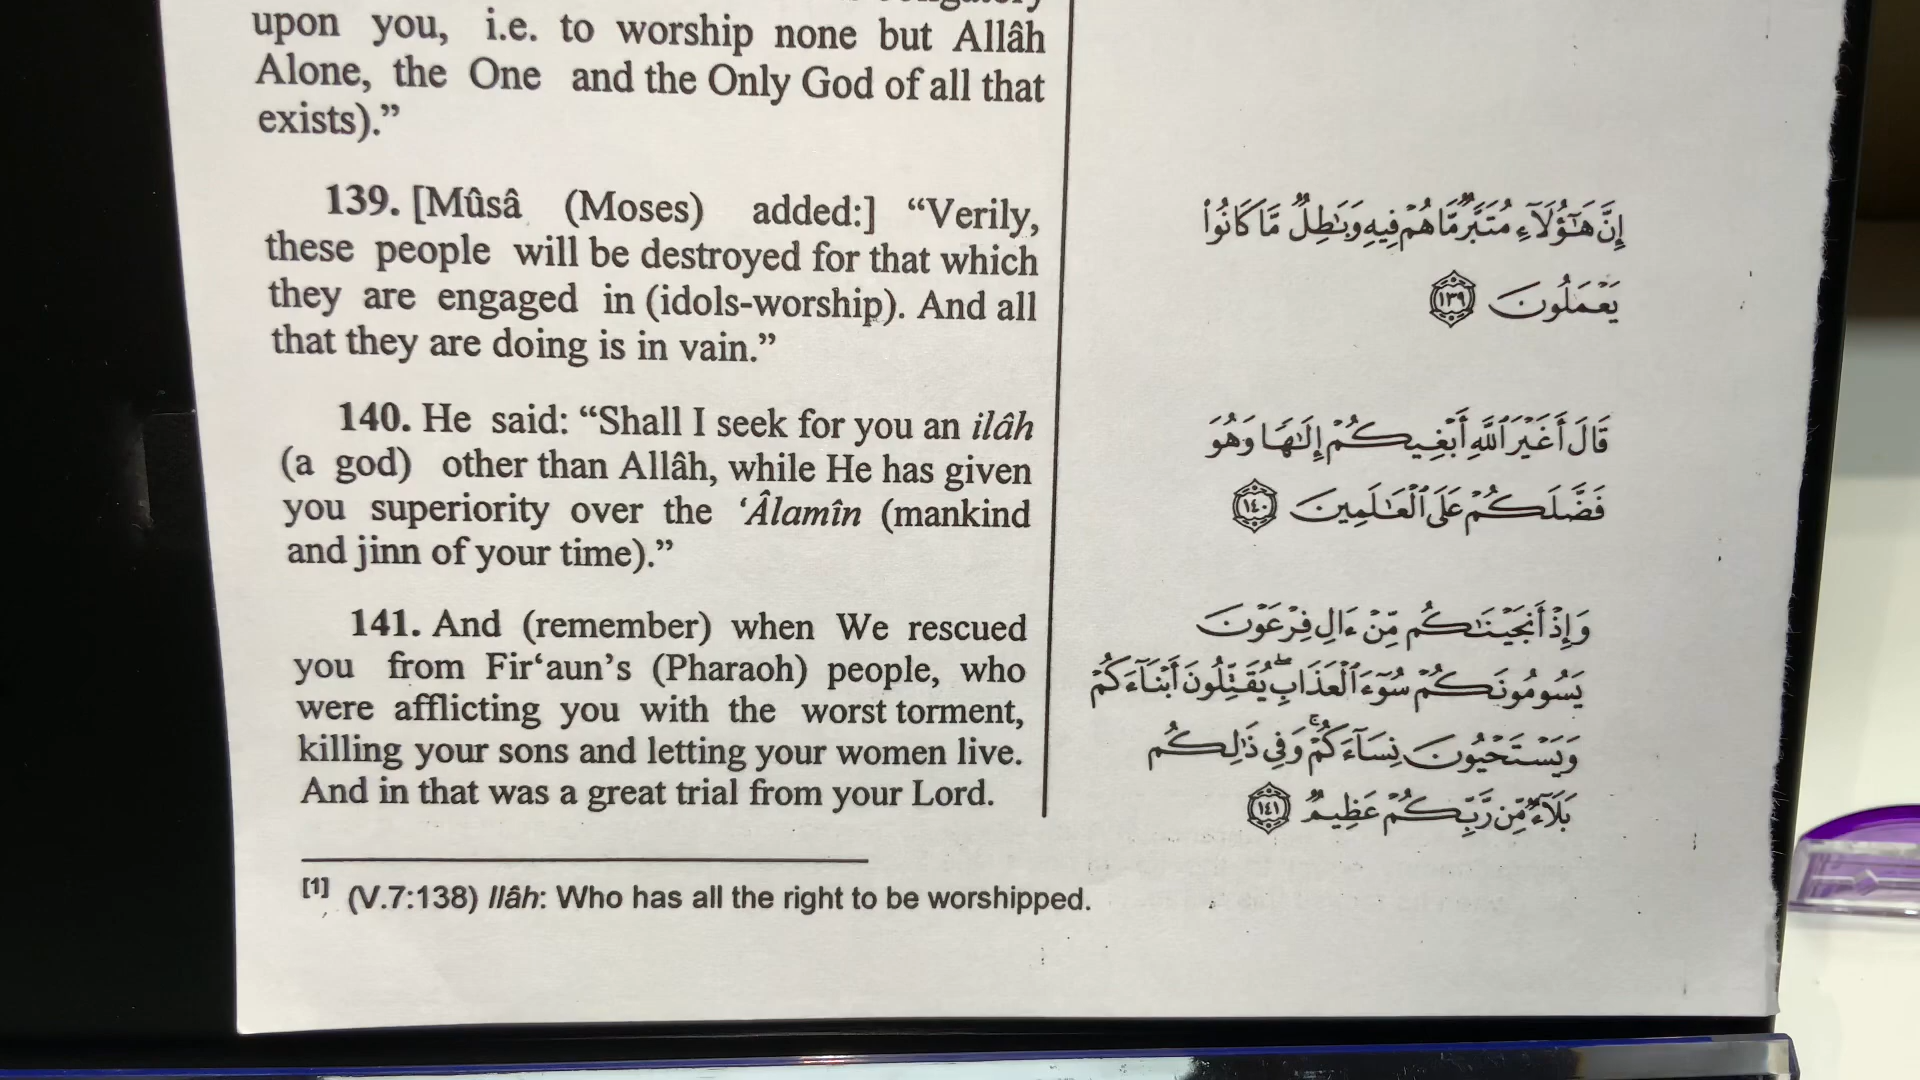 upon you, i.e. to worship none but Allâh
Alone, the One and the Only God of all that
exists).”
139. [Mûsâ (Moses) added:] “Verily,
these people will be destroyed for that which
they are engaged in (idols-worship). And all
that they are doing is in vain.”
140. He said: “Shall I seek for you an ilâh
(a god) other than Allâh, while He has given
you superiority over the ‘Âlamîn (mankind
and jinn of your time).”
141. And (remember) when We rescued
you from Fir‘aun’s (Pharaoh) people, who
were afflicting you with the worst torment,
killing your sons and letting your women live.
And in that was a great trial from your Lord.
إِنَّ هَٰٓؤُلَآءِ مُتَبَّرٞ مَّا هُمۡ فِيهِ وَبَٰطِلٞ مَّا كَانُواْ
يَعۡمَلُونَ ١٣٩
قَالَ أَغَيۡرَ ٱللَّهِ أَبۡغِيكُمۡ إِلَٰهٗا وَهُوَ
فَضَّلَكُمۡ عَلَى ٱلۡعَٰلَمِينَ ١٤٠
وَإِذۡ أَنجَيۡنَٰكُم مِّنۡ ءَالِ فِرۡعَوۡنَ
يَسُومُونَكُمۡ سُوٓءَ ٱلۡعَذَابِۖ يُقَتِّلُونَ أَبۡنَآءَكُمۡ
وَيَسۡتَحۡيُونَ نِسَآءَكُمۡۚ وَفِي ذَٰلِكُم
بَلَآءٞ مِّن رَّبِّكُمۡ عَظِيمٞ ١٤١
[1] (V.7:138) Ilâh: Who has all the right to be worshipped.